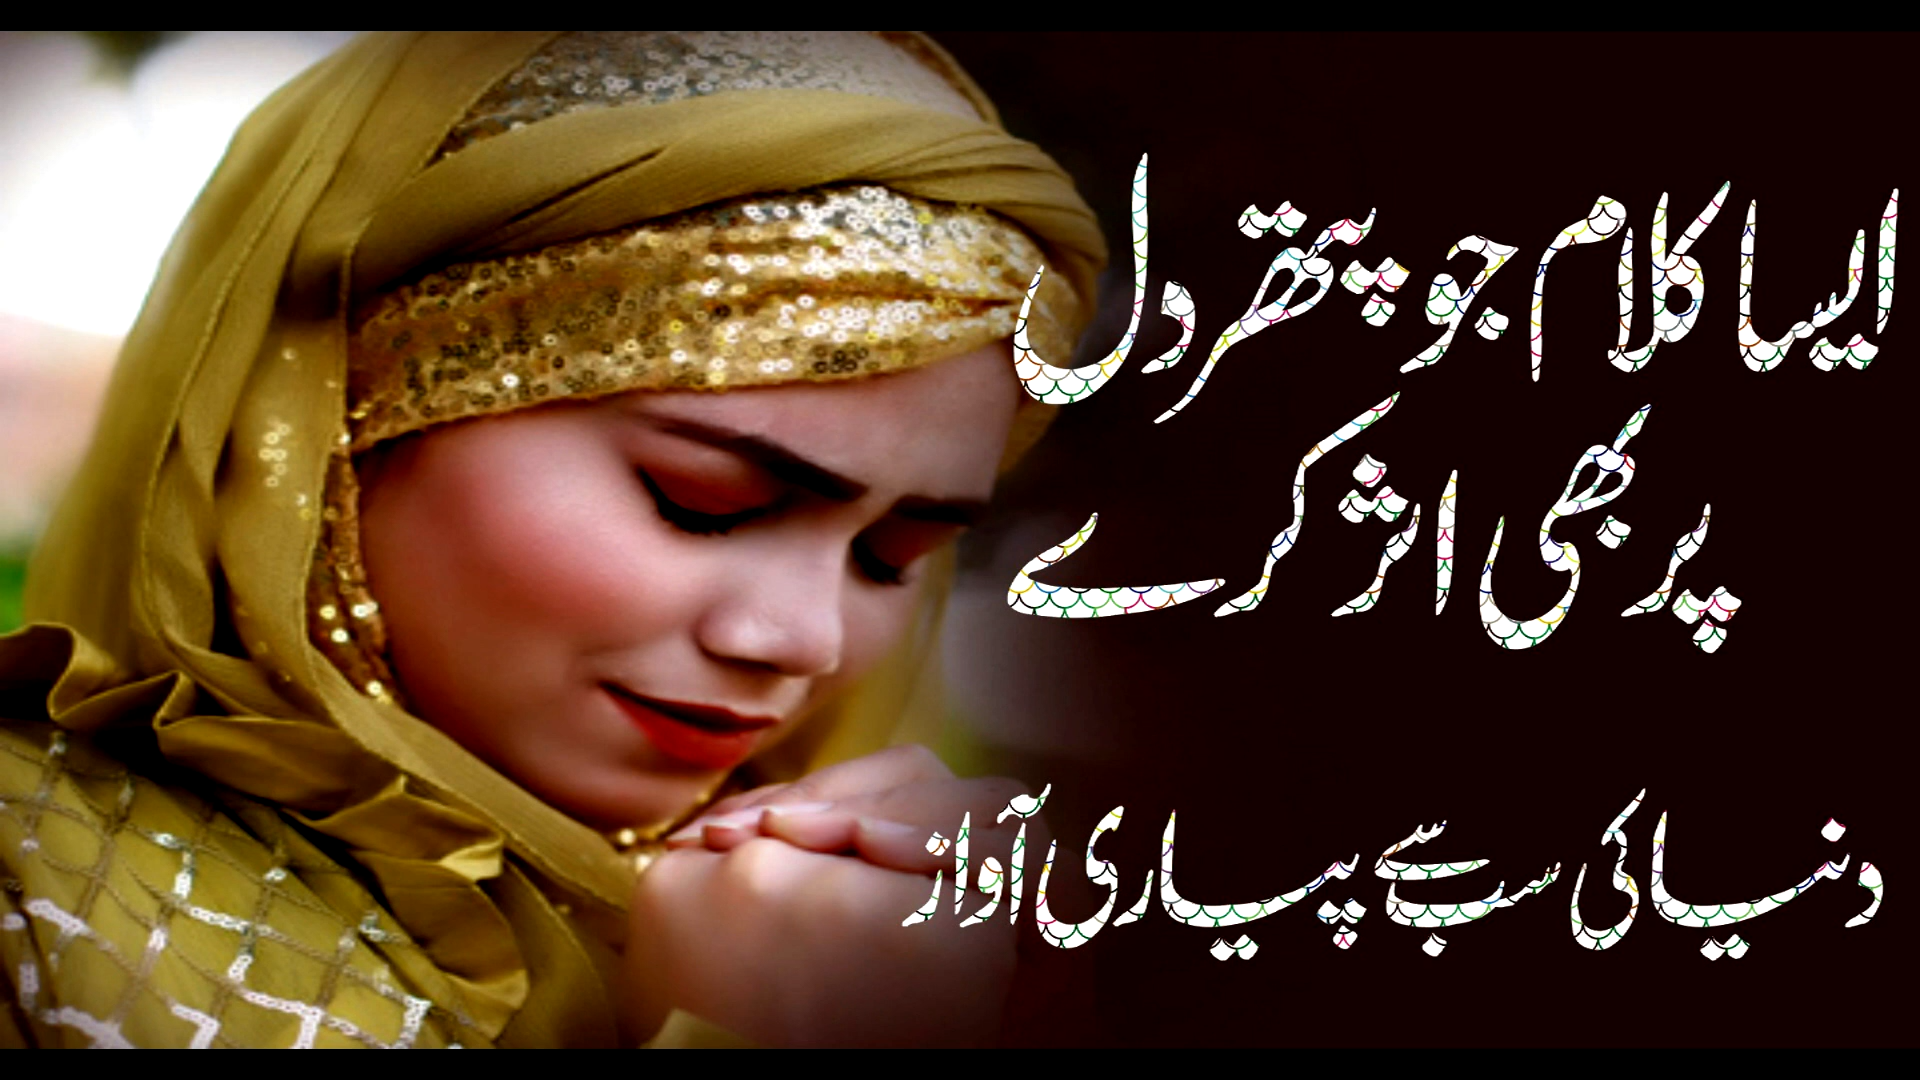 ایسا کلام جو پتھر دل
پر بھی اثر کرے
دنیا کی سب سے پیاری آواز